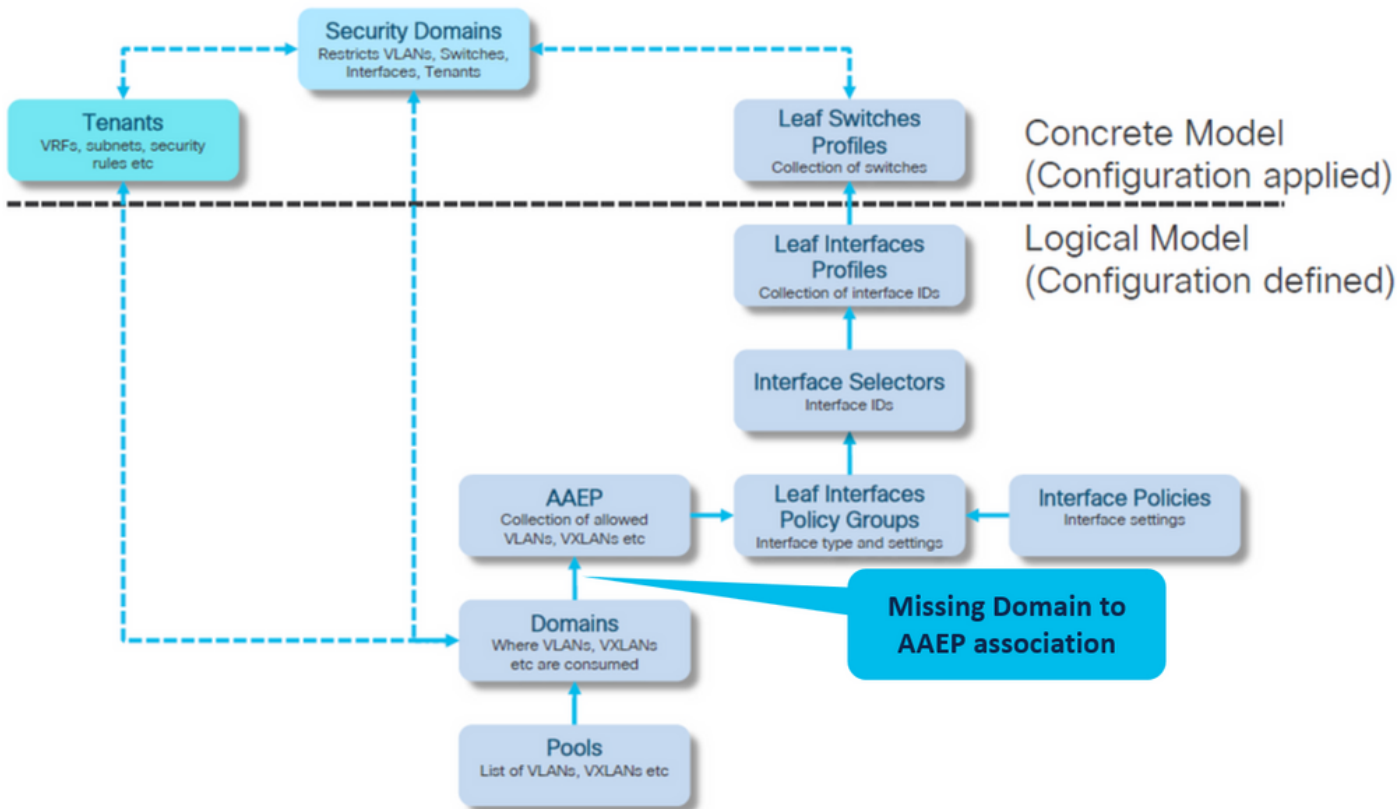 Security Domains
Restricts VLANs, Switches,
Interfaces, Tenants
Tenants
VRFs, subnets, security
rules etc
Leaf Switches
Profiles
Collection of switches
Concrete Model
(Configuration applied)
Leaf Interfaces
Profiles
Collection of interface IDs
Logical Model
(Configuration defined)
Interface Selectors
Interface IDs
AAEP
Collection of allowed
VLANs, VXLANs etc
Leaf Interfaces
Policy Groups
Interface type and settings
Interface Policies
Interface settings
Missing Domain to
AAEP association
Domains
Where VLANs, VXLANs
etc are consumed
Pools
List of VLANs, VXLANs etc